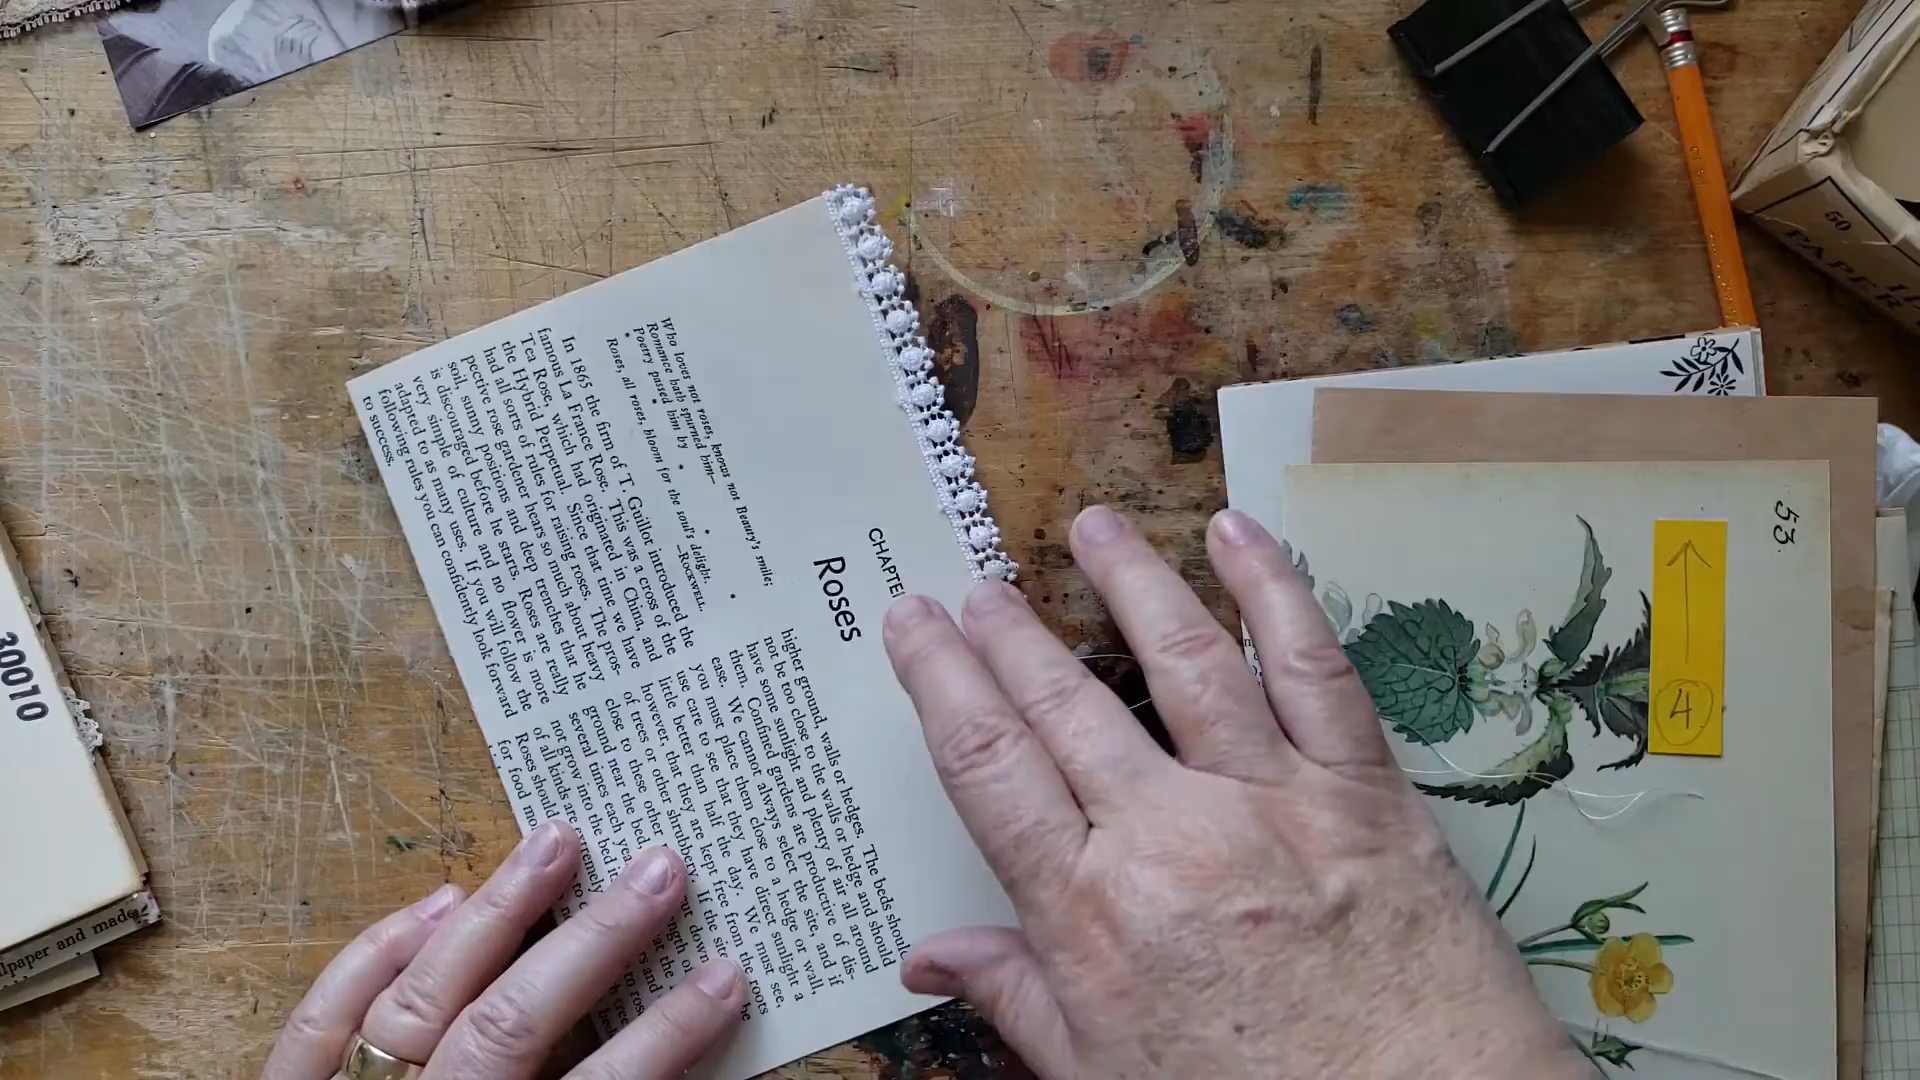 CHAPTE
Roses
Who loves not roses, knows not Beauty's smile;
Romance hath spurned him—
Poetry passed him by • • •
Roses, all roses, bloom for the soul's delight.
—ROCKWELL.
In 1865 the firm of T. Guillot introduced the
famous La France Rose. This was a cross of the
Tea Rose, which had originated in China, and
the Hybrid Perpetual. Since that time we have
had all sorts of rules for raising roses. The pros-
pective rose gardener hears so much about heavy
soil, sunny positions and deep trenches that he
is discouraged before he starts. Roses are really
very simple of culture and no flower is more
adapted to as many uses. If you will follow the
following rules you can confidently look forward
to success.
higher ground, walls or hedges. The beds should
not be too close to the walls or hedge and should
have some sunlight and plenty of air all around
them. Confined gardens are productive of dis-
ease. We cannot always select the site, and if
you must place them close to a hedge or wall,
use care to see that they have direct sunlight a
little better than half the day. We must see,
however, that they are kept free from the roots
of trees or other shrubbery. If the site
close to these other
ground near the bed,
several times each
not grow into the bed
of all kinds are extremely
Roses should
for food
53.
4
30010
paper and made
50
PAPER